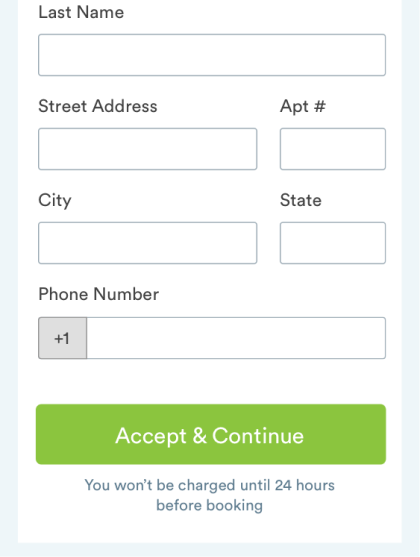 Last Name
Street Address Apt #
City State
Phone Number
+1
Accept & Continue
You won’t be charged until 24 hours
before booking